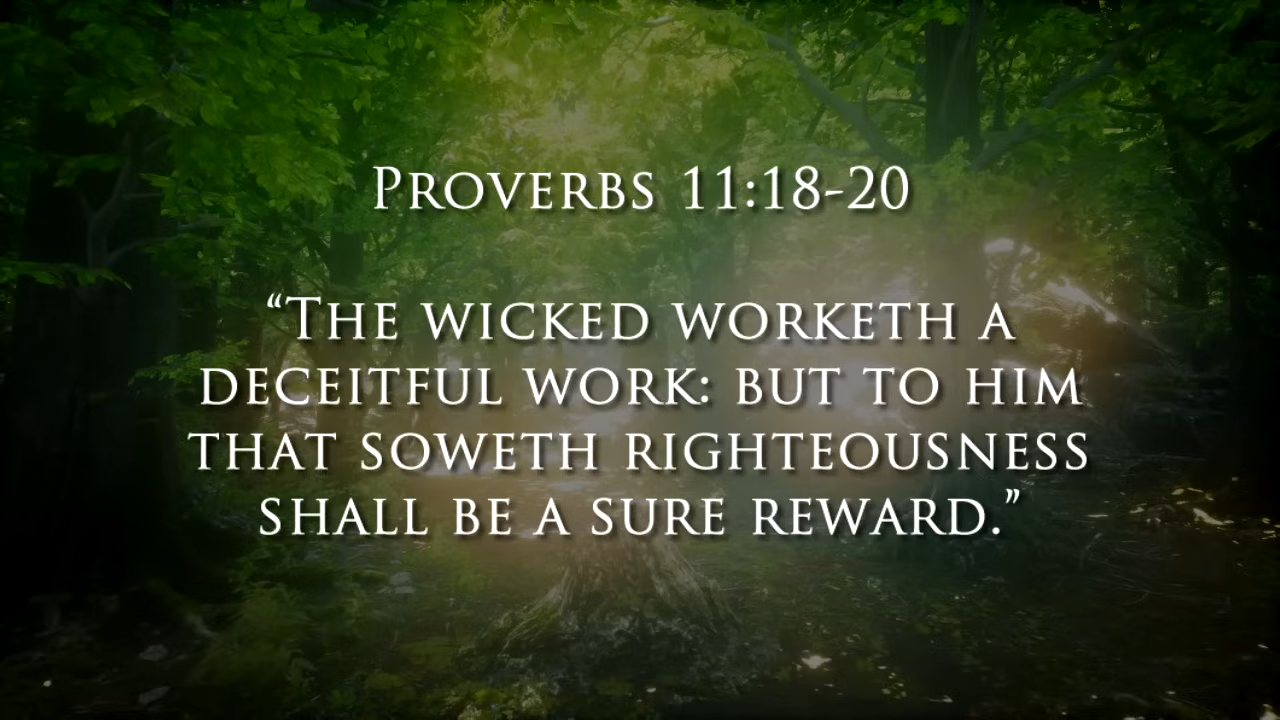 Proverbs 11:18-20
“The wicked worketh a
deceitful work: but to him
that soweth righteousness
shall be a sure reward.”